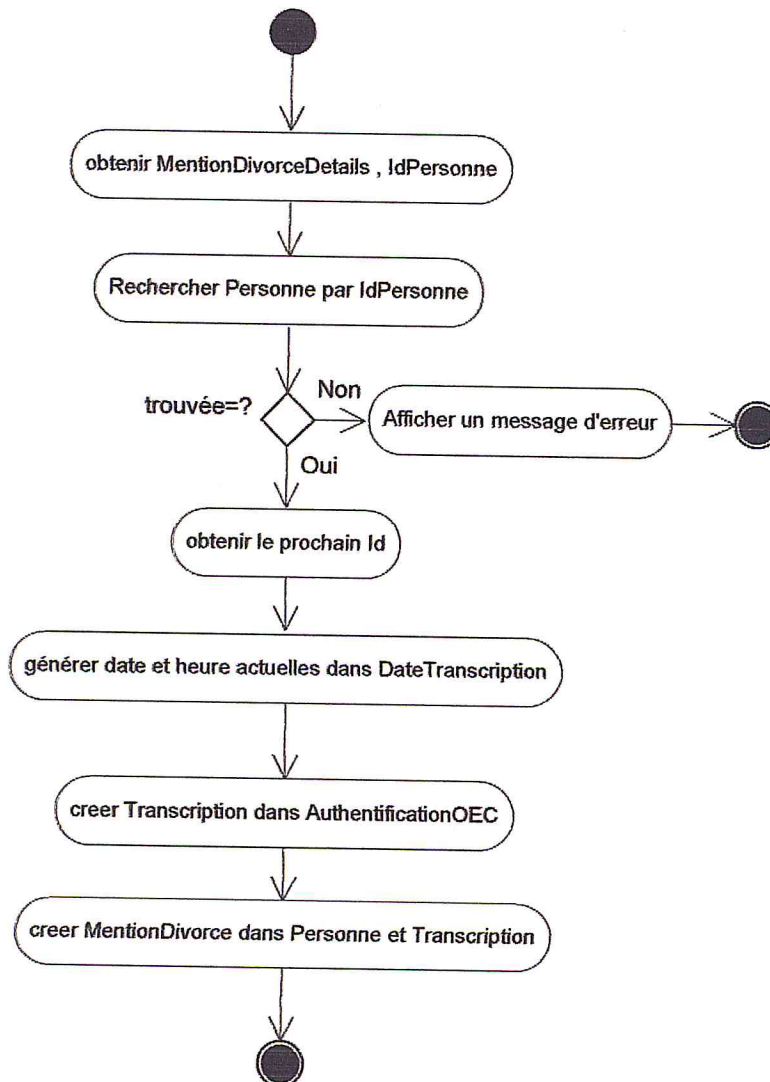 obtenir MentionDivorceDetails , IdPersonne
Rechercher Personne par IdPersonne
trouvée=?
Non
Afficher un message d'erreur
Oui
obtenir le prochain Id
générer date et heure actuelles dans DateTranscription
creer Transcription dans AuthentificationOEC
creer MentionDivorce dans Personne et Transcription